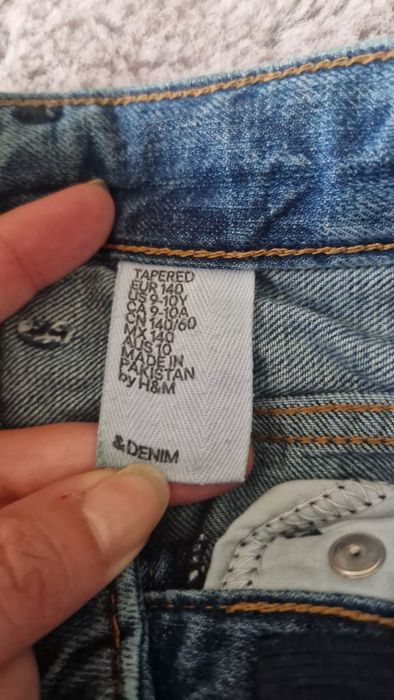 TAPERED
EUR 140
US 9-10Y
CA 9-10A
CN 140/60
MX 140
AUS 10
MADE IN
PAKISTAN
by H&M
&DENIM